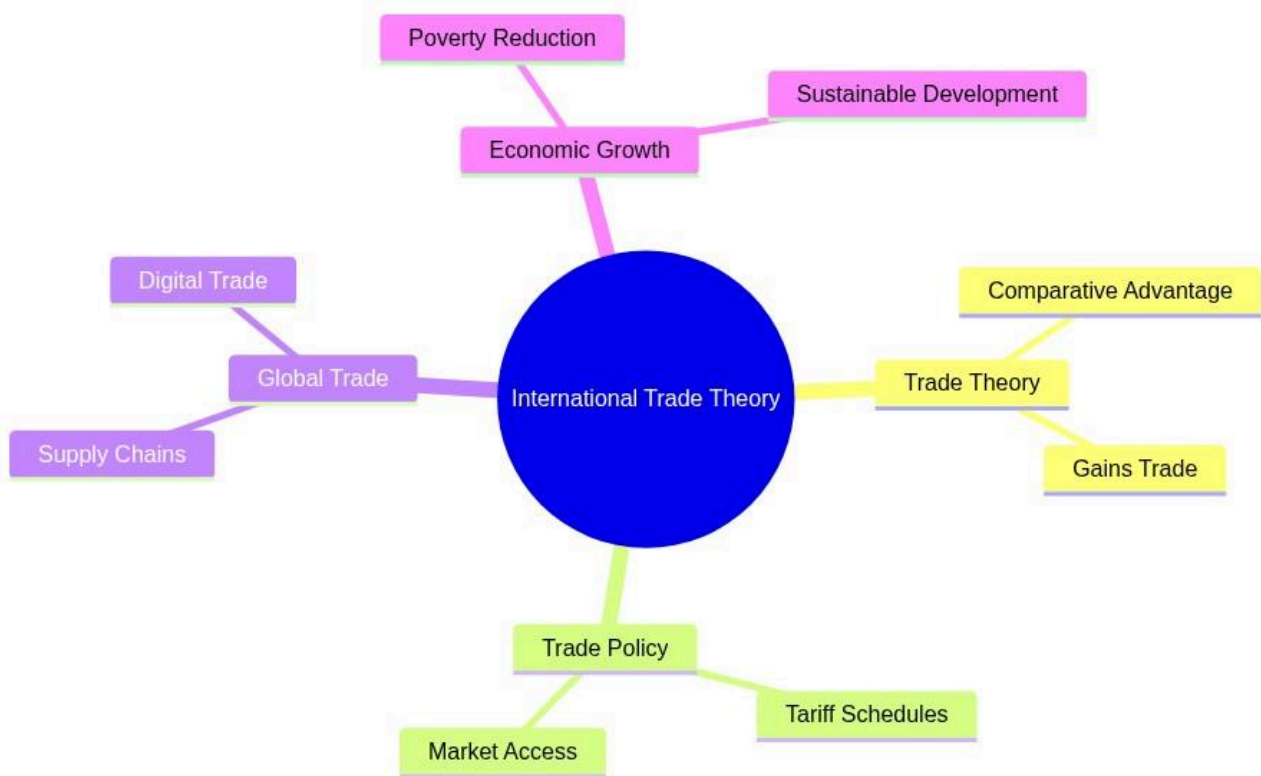 Poverty Reduction
Sustainable Development
Economic Growth
Digital Trade
Comparative Advantage
Global Trade
Trade Theory
International Trade Theory
Supply Chains
Gains Trade
Trade Policy
Tariff Schedules
Market Access